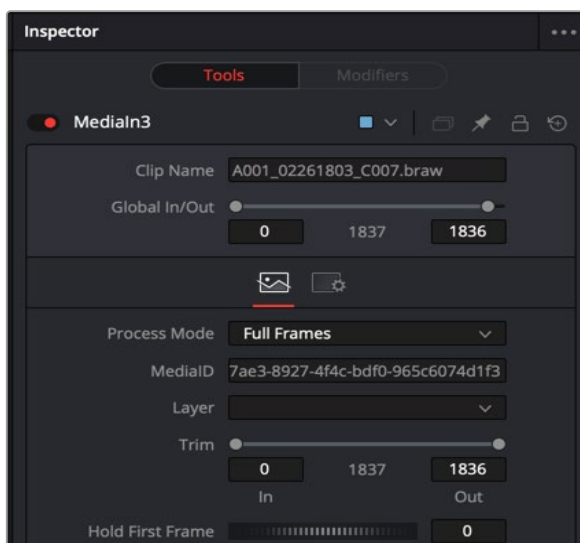 Inspector
Tools Modifiers
MediaIn3
Clip Name A001_02261803_C007.braw
Global In/Out
0 1837 1836
Process Mode Full Frames
MediaID 7ae3-8927-4f4c-bdf0-965c6074d1f3
Layer
Trim
0 1837 1836
In Out
Hold First Frame 0